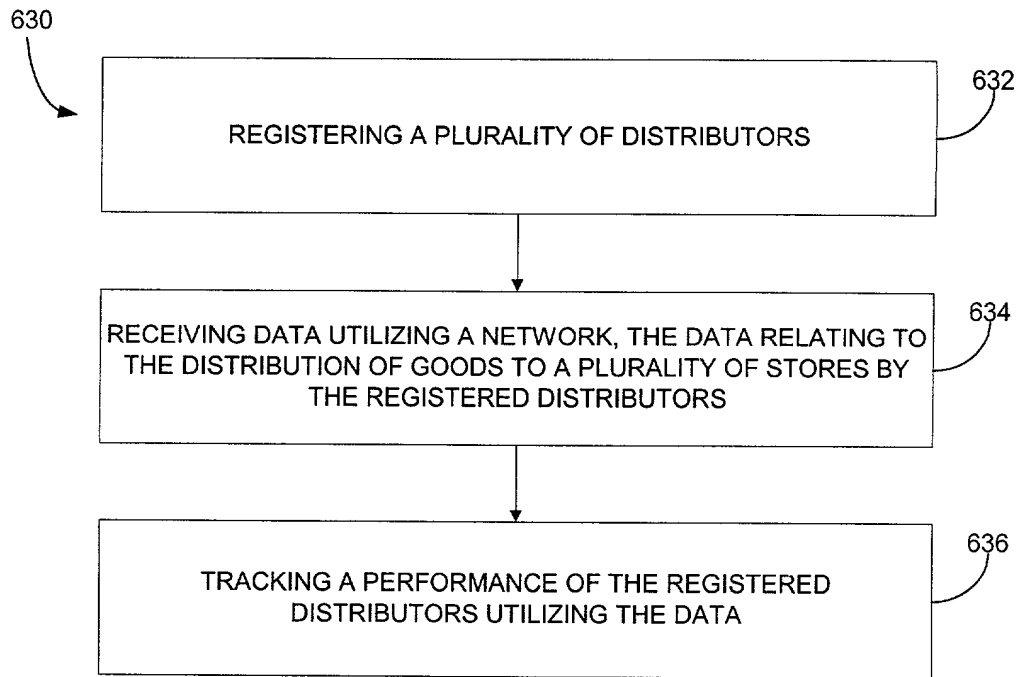 630
632
REGISTERING A PLURALITY OF DISTRIBUTORS
634
RECEIVING DATA UTILIZING A NETWORK, THE DATA RELATING TO
THE DISTRIBUTION OF GOODS TO A PLURALITY OF STORES BY
THE REGISTERED DISTRIBUTORS
636
TRACKING A PERFORMANCE OF THE REGISTERED
DISTRIBUTORS UTILIZING THE DATA